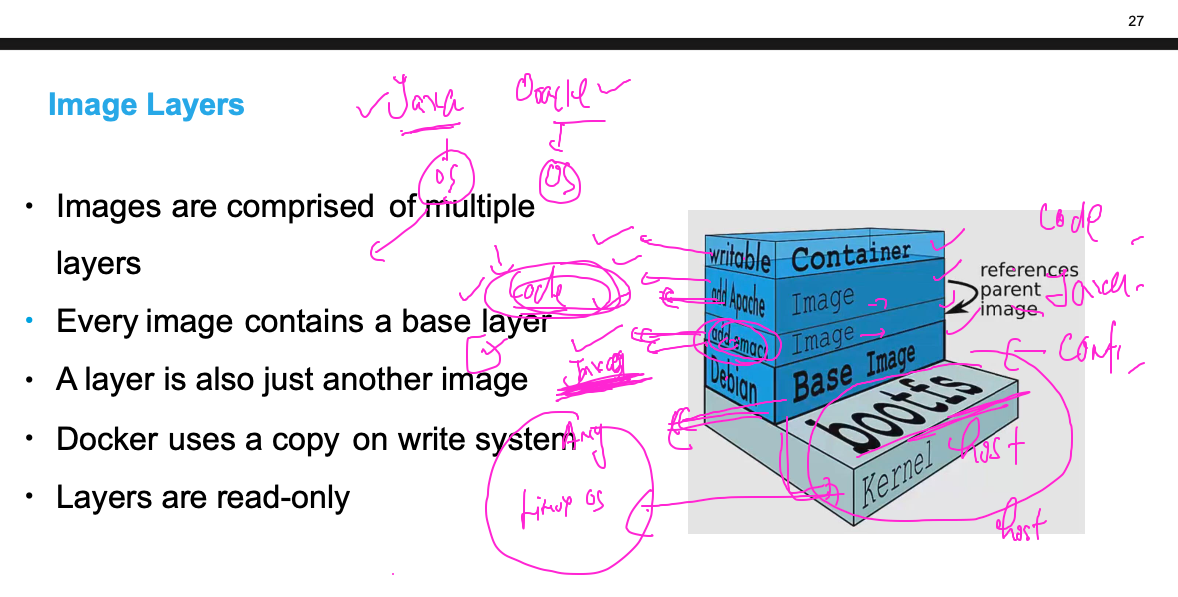 27
Java
Oracle
Image Layers
OS
OS
• Images are comprised of multiple
layers
• Every image contains a base layer
• A layer is also just another image
• Docker uses a copy on write system
• Layers are read-only
Code
Java
Any
Linux OS
writable Container
add Apache Image
add emacs Image
Debian Base Image
bootfs
Kernel
host
host
references
parent
image
Code
Java
Conf